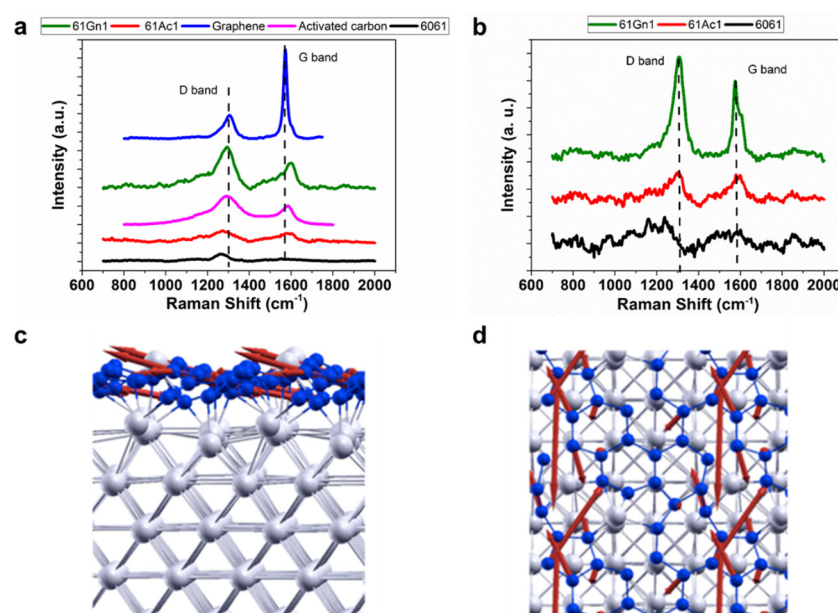 a
61Gn1 61Ac1 Graphene Activated carbon 6061
D band
G band
Intensity (a.u.)
600 800 1000 1200 1400 1600 1800 2000
Raman Shift (cm⁻¹)
b
61Gn1 61Ac1 6061
D band
G band
Intensity (a. u.)
600 800 1000 1200 1400 1600 1800 2000
Raman Shift (cm⁻¹)
c
d